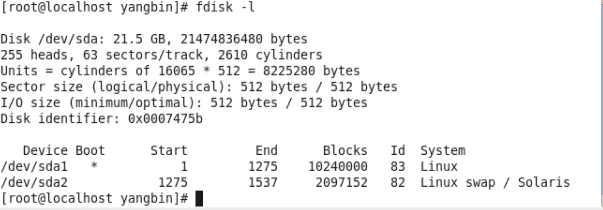 [root@localhost yangbin]# fdisk -l
Disk /dev/sda: 21.5 GB, 21474836480 bytes
255 heads, 63 sectors/track, 2610 cylinders
Units = cylinders of 16065 * 512 = 8225280 bytes
Sector size (logical/physical): 512 bytes / 512 bytes
I/O size (minimum/optimal): 512 bytes / 512 bytes
Disk identifier: 0x0007475b
Device Boot      Start         End      Blocks   Id  System
/dev/sda1   *           1        1275    10240000   83  Linux
/dev/sda2            1275        1537     2097152   82  Linux swap / Solaris
[root@localhost yangbin]#